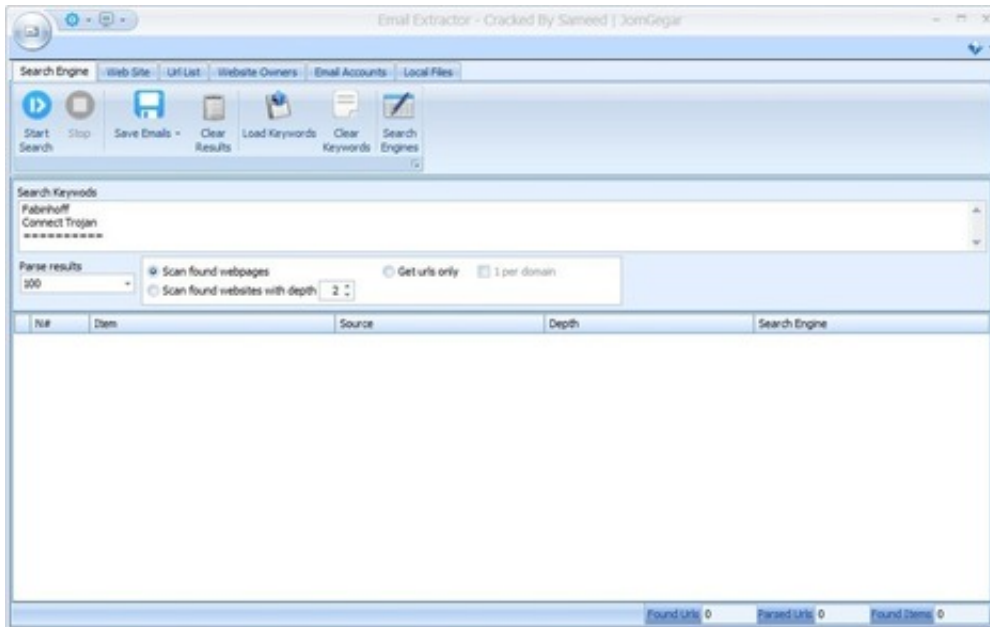 Email Extractor - Cracked By Sameed | JomGegar
Search Engine Web Site Url List Website Owners Email Accounts Local Files
Start Search Stop Save Emails Clear Results Load Keywords Clear Keywords Search Engines
Search Keywods
Fabinhoff
Connect Trojan
==========
Parse results
100
Scan found webpages Get urls only 1 per domain
Scan found websites with depth 2
N# Item Source Depth Search Engine
Found Urls 0 Parsed Urls 0 Found Items 0